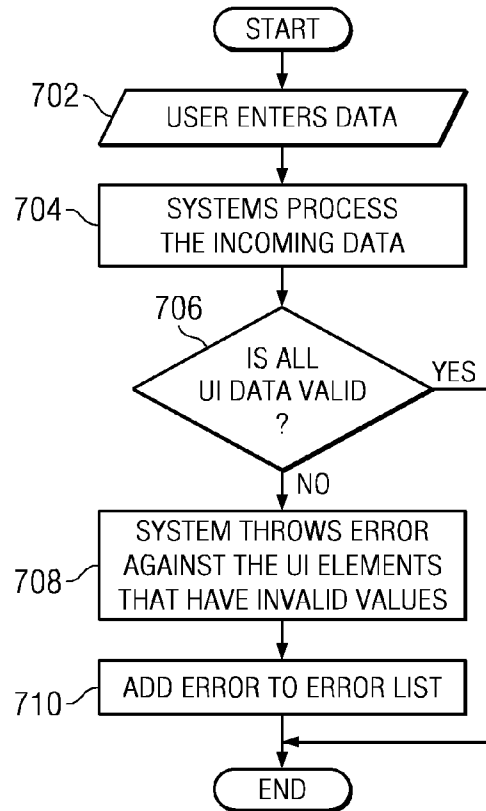 START
702
USER ENTERS DATA
704
SYSTEMS PROCESS
THE INCOMING DATA
706
IS ALL
UI DATA VALID
?
YES
NO
708
SYSTEM THROWS ERROR
AGAINST THE UI ELEMENTS
THAT HAVE INVALID VALUES
710
ADD ERROR TO ERROR LIST
END